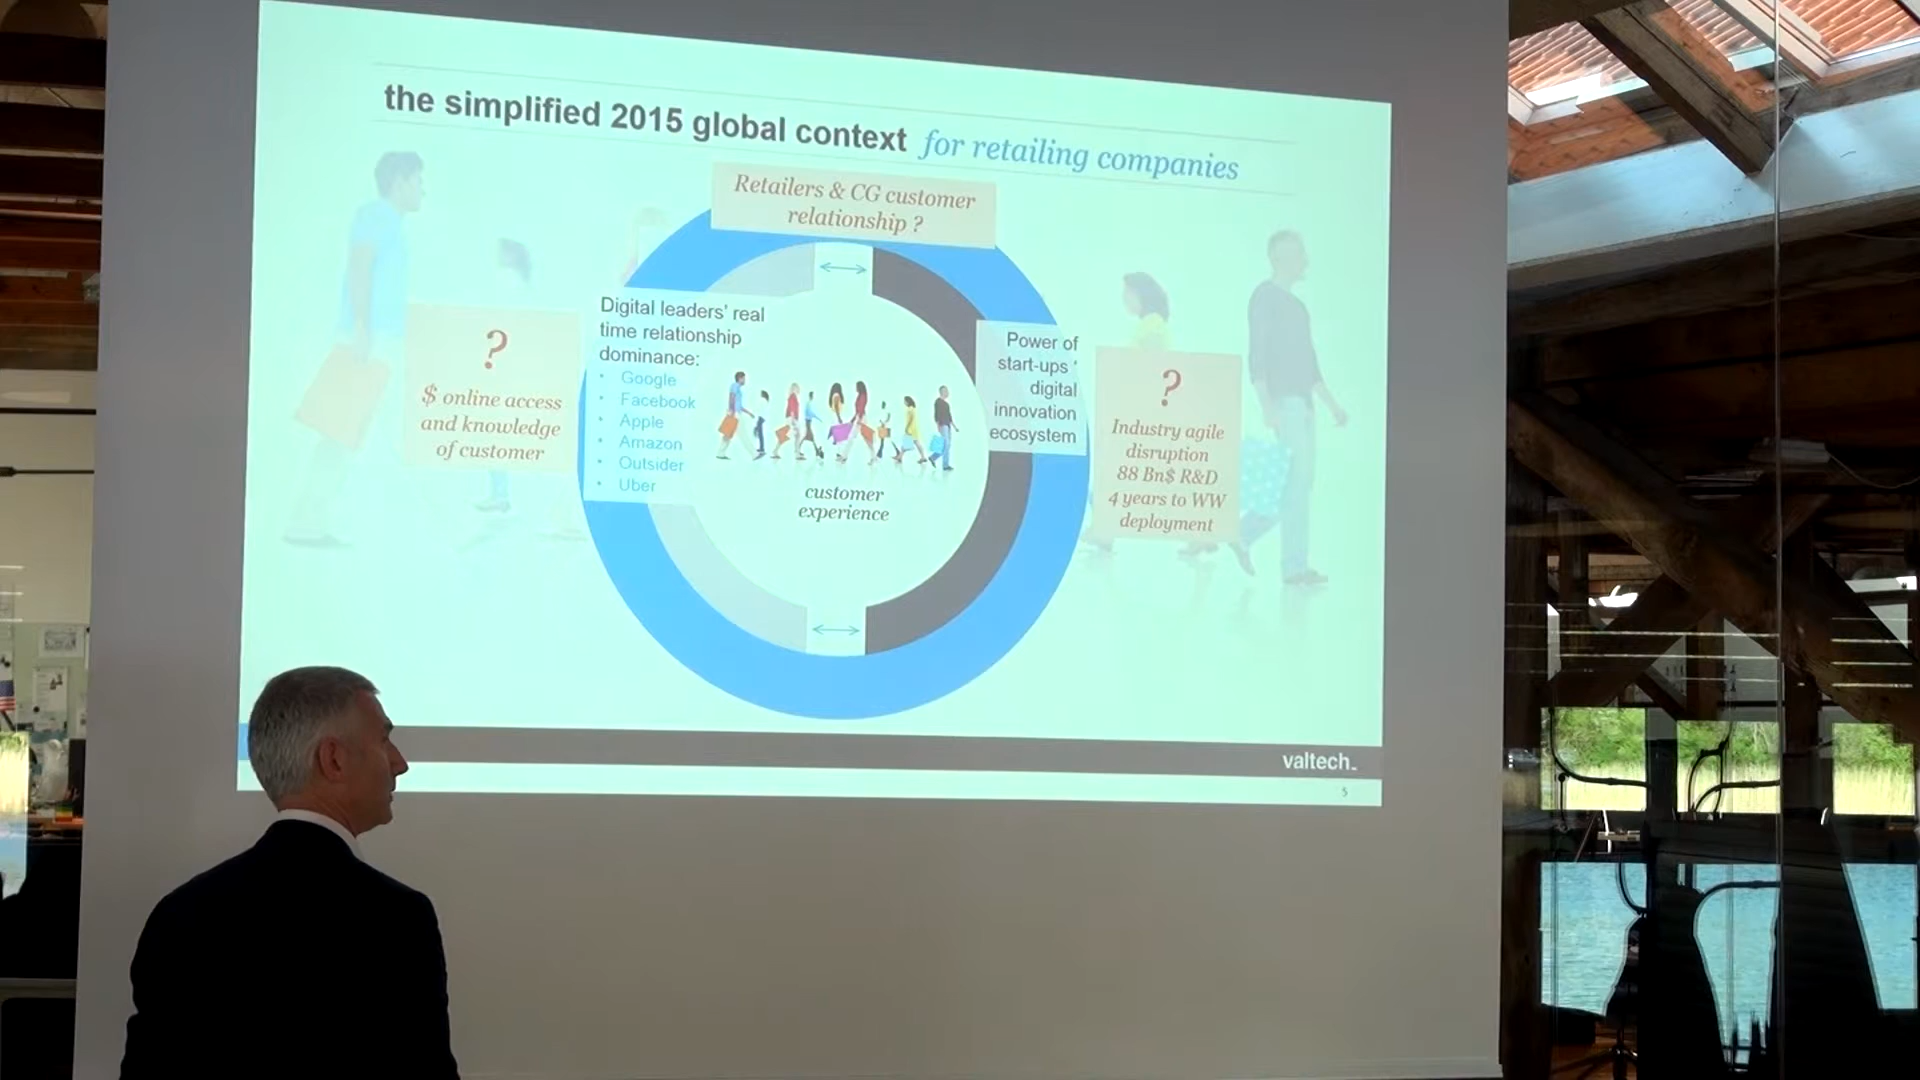 the simplified 2015 global context for retailing companies
Retailers & CG customer
relationship ?
?
$ online access
and knowledge
of customer
Digital leaders' real
time relationship
dominance:
• Google
• Facebook
• Apple
• Amazon
• Outsider
• Uber
customer
experience
Power of
start-ups '
digital
innovation
ecosystem
?
Industry agile
disruption
88 Bn$ R&D
4 years to WW
deployment
valtech_
5